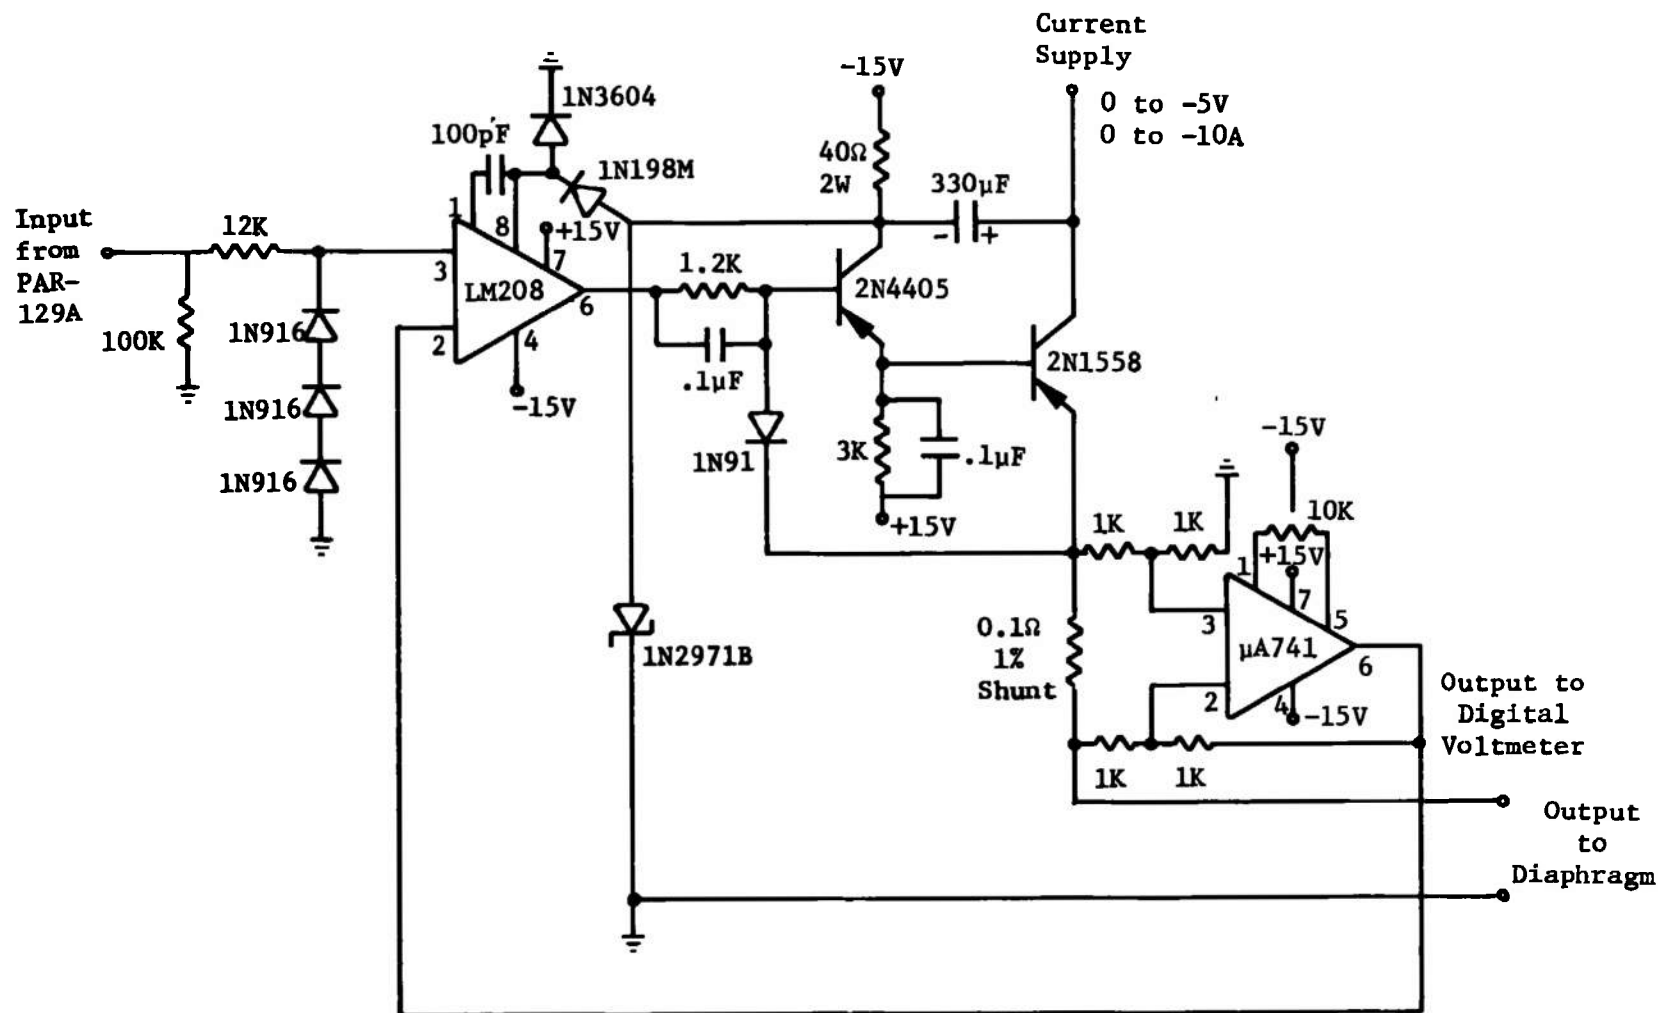 Current
Supply
0 to -5V
0 to -10A
-15V
1N3604
100pF
1N198M
40Ω
2W
330μF
- +
Input
from
PAR-
129A
12K
100K
1N916
1N916
1N916
1
8
+15V
7
3
LM208
6
2
4
-15V
1.2K
.1μF
2N4405
2N1558
1N91
3K
.1μF
+15V
-15V
10K
1K
1K
+15V
1
7
5
3
μA741
6
2
4
-15V
0.1Ω
1%
Shunt
1K
1K
1N2971B
Output to
Digital
Voltmeter
Output
to
Diaphragm